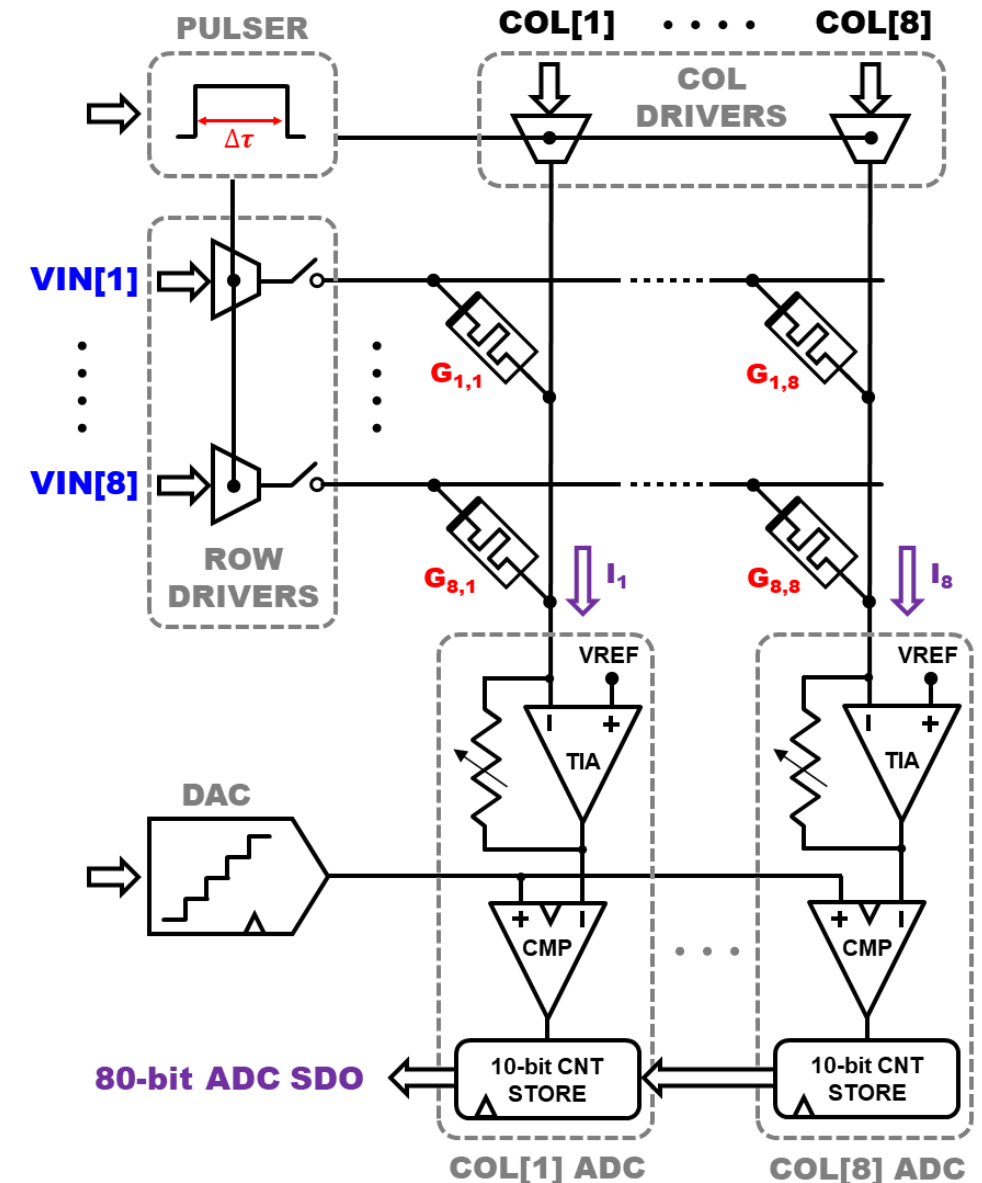 PULSER
COL[1]
COL[8]
COL
DRIVERS
Δτ
VIN[1]
G1,1
G1,8
VIN[8]
ROW
DRIVERS
G8,1
I1
G8,8
I8
VREF
VREF
TIA
TIA
DAC
CMP
CMP
80-bit ADC SDO
10-bit CNT
STORE
10-bit CNT
STORE
COL[1] ADC
COL[8] ADC